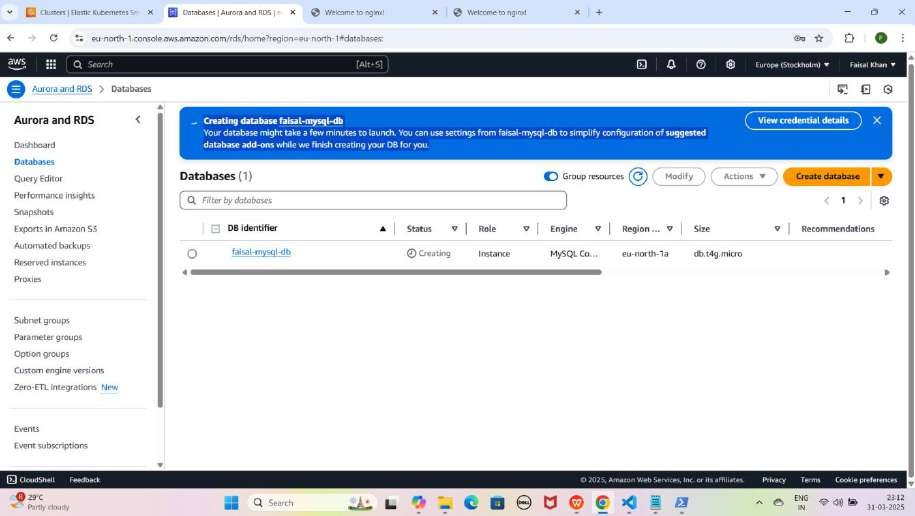 Clusters | Elastic Kubernetes Se
Databases | Aurora and RDS | e
Welcome to nginx!
Welcome to nginx!
eu-north-1.console.aws.amazon.com/rds/home?region=eu-north-1#databases:
F
aws
Search
[Alt+S]
Europe (Stockholm)
Faisal Khan
Aurora and RDS
Databases
Aurora and RDS
Dashboard
Databases
Query Editor
Performance insights
Snapshots
Exports in Amazon S3
Automated backups
Reserved instances
Proxies
Subnet groups
Parameter groups
Option groups
Custom engine versions
Zero-ETL integrations New
Events
Event subscriptions
Creating database faisal-mysql-db
Your database might take a few minutes to launch. You can use settings from faisal-mysql-db to simplify configuration of suggested
database add-ons while we finish creating your DB for you.
View credential details
Databases (1)
Group resources
Modify
Actions
Create database
Filter by databases
1
DB identifier
Status
Role
Engine
Region ...
Size
Recommendations
faisal-mysql-db
Creating
Instance
MySQL Co...
eu-north-1a
db.t4g.micro
CloudShell
Feedback
© 2025, Amazon Web Services, Inc. or its affiliates.
Privacy
Terms
Cookie preferences
29°C
Partly cloudy
Search
ENG
IN
23:12
31-03-2025